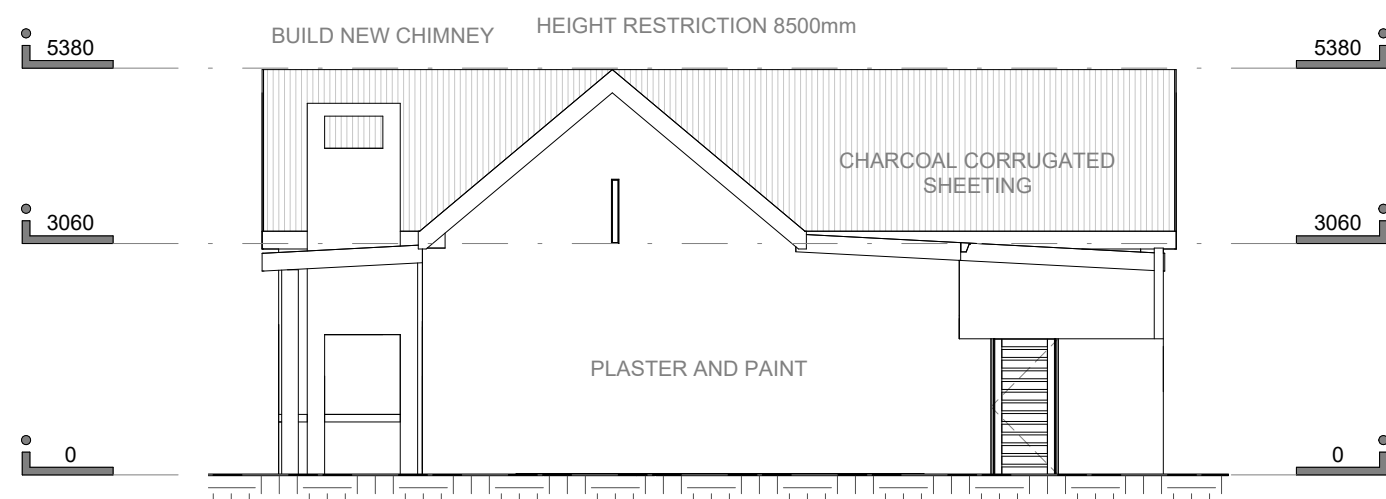 BUILD NEW CHIMNEY
HEIGHT RESTRICTION 8500mm
5380
5380
CHARCOAL CORRUGATED
SHEETING
3060
3060
PLASTER AND PAINT
0
0